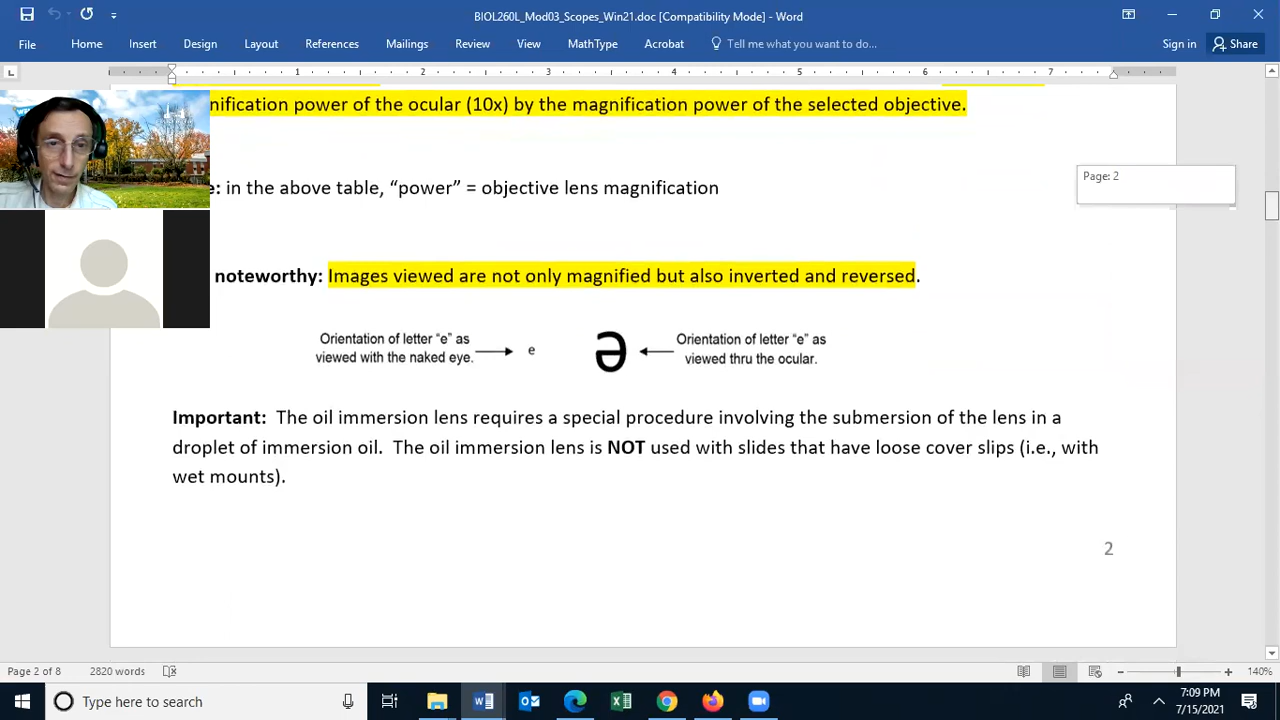 BIOL260L_Mod03_Scopes_Win21.doc [Compatibility Mode] - Word
File Home Insert Design Layout References Mailings Review View MathType Acrobat Tell me what you want to do... Sign in Share
1 2 3 4 5 6 7
nification power of the ocular (10x) by the magnification power of the selected objective.
Page: 2
e: in the above table, “power” = objective lens magnification
noteworthy: Images viewed are not only magnified but also inverted and reversed.
Orientation of letter “e” as
viewed with the naked eye.
e
ə
Orientation of letter “e” as
viewed thru the ocular.
Important: The oil immersion lens requires a special procedure involving the submersion of the lens in a
droplet of immersion oil. The oil immersion lens is NOT used with slides that have loose cover slips (i.e., with
wet mounts).
2
Page 2 of 8 2820 words 140%
Type here to search
7:09 PM
7/15/2021